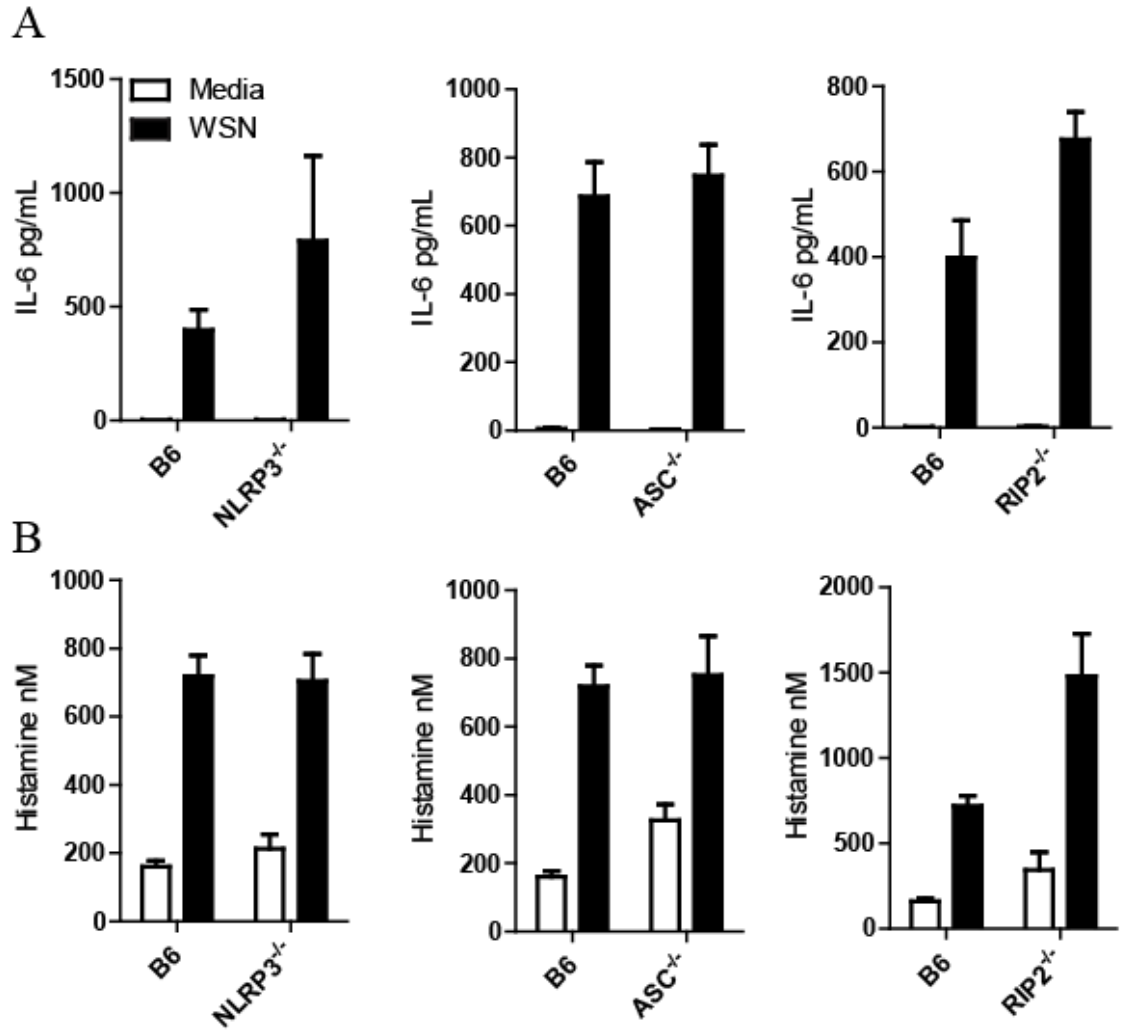 A
IL-6 pg/mL
1500
1000
500
0
Media
WSN
B6
NLRP3-/-
IL-6 pg/mL
1000
800
600
400
200
0
B6
ASC-/-
IL-6 pg/mL
800
600
400
200
0
B6
RIP2-/-
B
Histamine nM
1000
800
600
400
200
0
B6
NLRP3-/-
Histamine nM
1000
800
600
400
200
0
B6
ASC-/-
Histamine nM
2000
1500
1000
500
0
B6
RIP2-/-